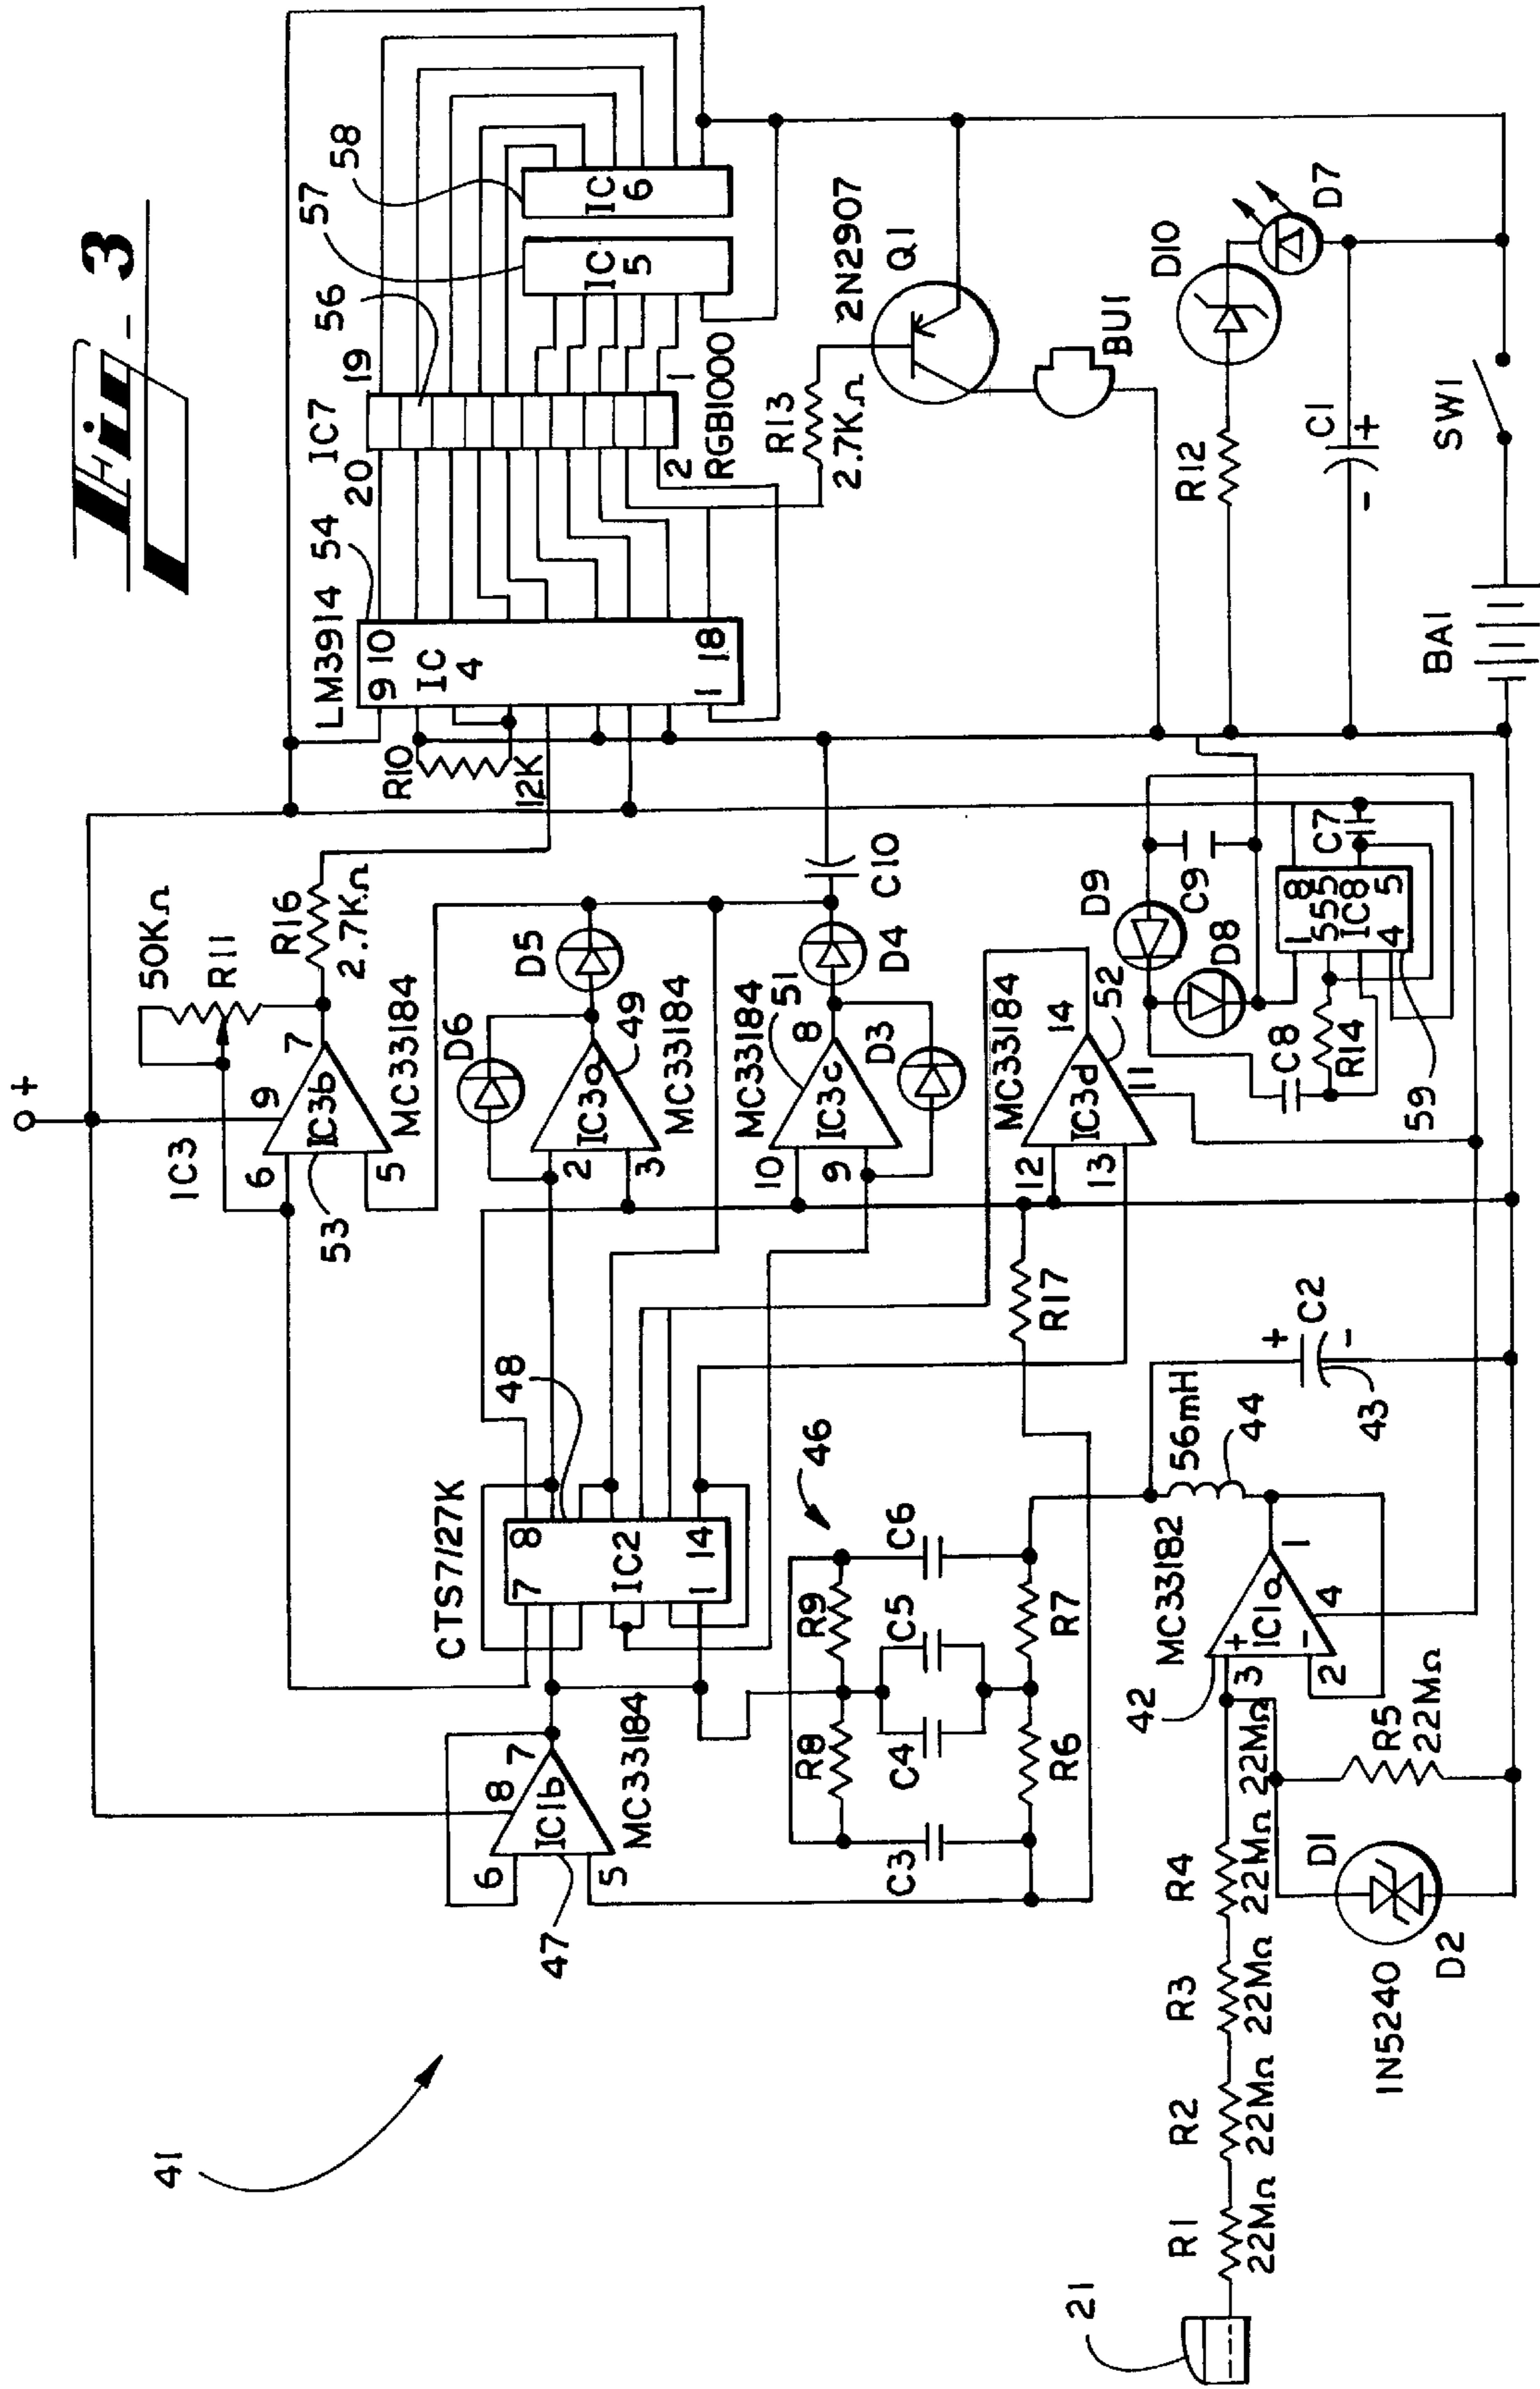 Fig_3
41
+
50KΩ
R11
IC3
6
9
7
IC3b
5
53
MC33184
R16
2.7KΩ
LM3914
54
9
10
IC
4
1
18
R10
12K
IC7
20
19
56
2
1
RGB1000
57
58
IC
5
IC
6
R13
2.7KΩ
2N2907
Q1
BU1
D6
D5
2
3
IC3a
49
MC33184
MC33184
51
10
9
8
IC3c
D3
D4
C10
MC33184
14
12
13
IC3d
11
52
D9
C9
D8
C8
R14
1
8
555
IC8
4
5
C7
59
R12
D10
D7
C1
-
+
SW1
BA1
CTS7/27K
48
7
8
IC2
1
14
8
6
7
IC1b
5
47
MC33184
46
R8
R9
C3
C4
C5
C6
R6
R7
R17
56mH
44
+
C2
-
43
MC33182
42
3
+
IC1a
1
2
-
4
R5
22MΩ
R1
R2
R3
R4
22MΩ
22MΩ
22MΩ
22MΩ
22MΩ
D1
D2
1N5240
21